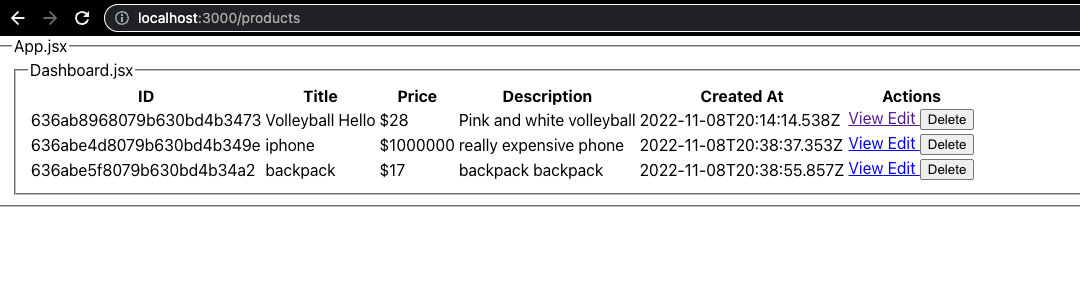 localhost:3000/products
App.jsx
Dashboard.jsx
ID Title Price Description Created At Actions
636ab8968079b630bd4b3473 Volleyball Hello $28 Pink and white volleyball 2022-11-08T20:14:14.538Z View Edit Delete
636abe4d8079b630bd4b349e iphone $1000000 really expensive phone 2022-11-08T20:38:37.353Z View Edit Delete
636abe5f8079b630bd4b34a2 backpack $17 backpack backpack 2022-11-08T20:38:55.857Z View Edit Delete